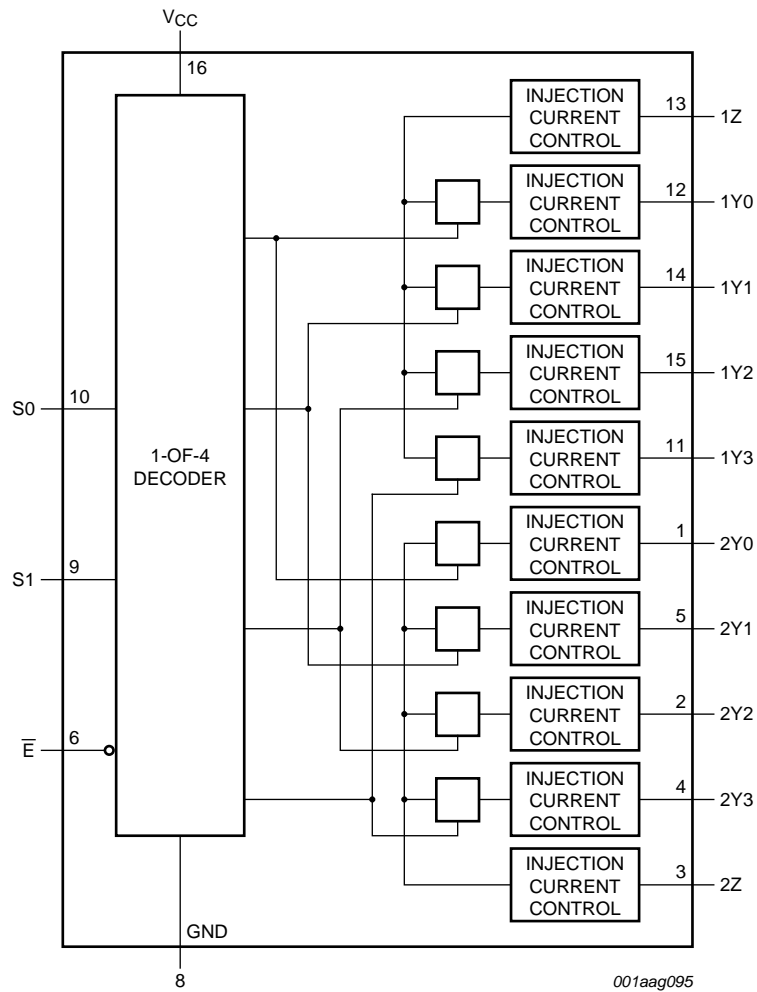 VCC
16
INJECTION
CURRENT
CONTROL
13
1Z
INJECTION
CURRENT
CONTROL
12
1Y0
INJECTION
CURRENT
CONTROL
14
1Y1
INJECTION
CURRENT
CONTROL
15
1Y2
S0
10
1-OF-4
DECODER
INJECTION
CURRENT
CONTROL
11
1Y3
INJECTION
CURRENT
CONTROL
1
2Y0
S1
9
INJECTION
CURRENT
CONTROL
5
2Y1
INJECTION
CURRENT
CONTROL
2
2Y2
E̅
6
INJECTION
CURRENT
CONTROL
4
2Y3
INJECTION
CURRENT
CONTROL
3
2Z
GND
8
001aag095